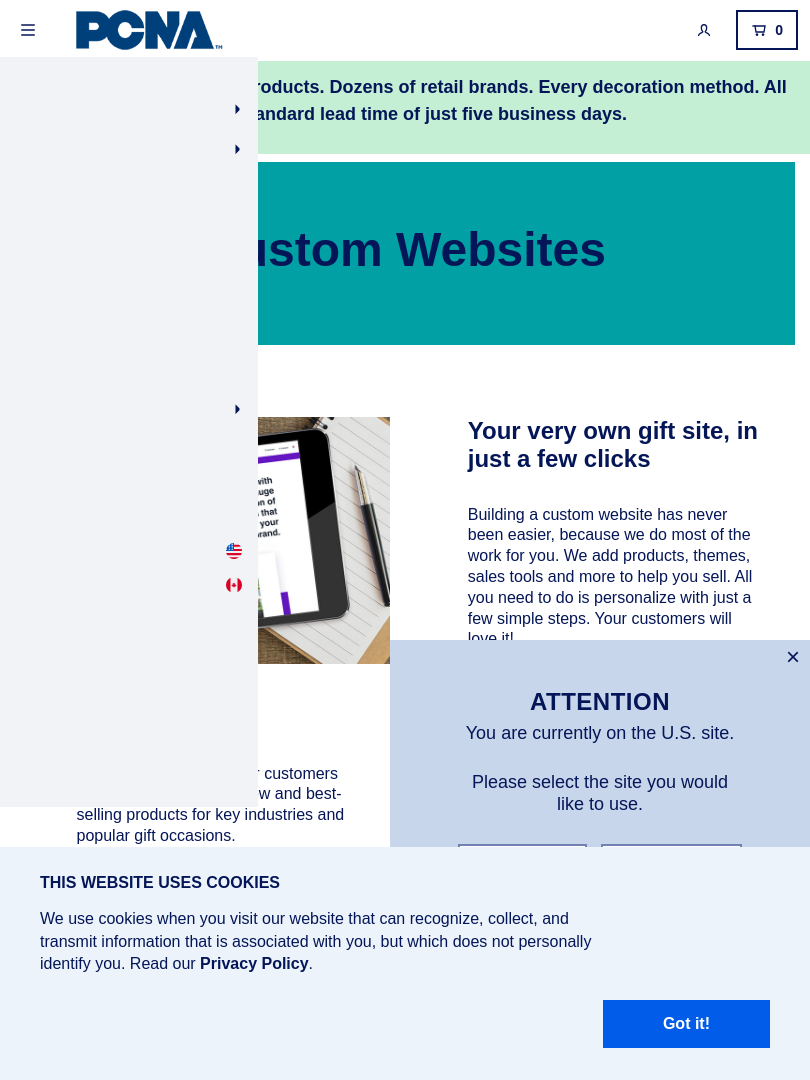 PCNA™
0
roducts. Dozens of retail brands. Every decoration method. All
andard lead time of just five business days.
ustom Websites
with
uge
on of
s that
your
brand.
Your very own gift site, in
just a few clicks
Building a custom website has never
been easier, because we do most of the
work for you. We add products, themes,
sales tools and more to help you sell. All
you need to do is personalize with just a
few simple steps. Your customers will
love it!
ATTENTION
You are currently on the U.S. site.
Please select the site you would
like to use.
r customers
w and best-
selling products for key industries and
popular gift occasions.
THIS WEBSITE USES COOKIES
We use cookies when you visit our website that can recognize, collect, and
transmit information that is associated with you, but which does not personally
identify you. Read our Privacy Policy.
Got it!